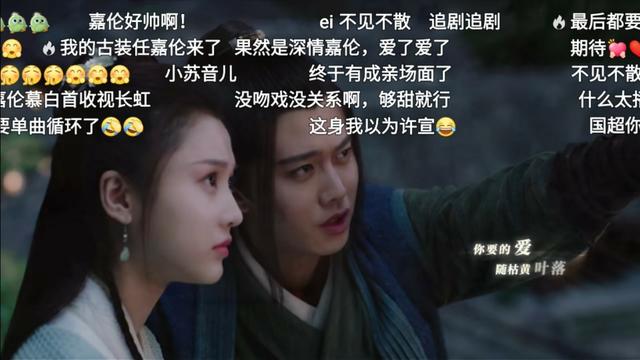 嘉伦好帅啊！ ei 不见不散 追剧追剧 🔥最后都要
🔥我的古装任嘉伦来了 果然是深情嘉伦，爱了爱了 期待💘
小苏音儿 终于有成亲场面了 不见不散
嘉伦慕白首收视长虹 没吻戏没关系啊，够甜就行 什么太
要单曲循环了🤣🤣 这身我以为许宣😂 国超你
你要的 爱
随枯黄 叶落